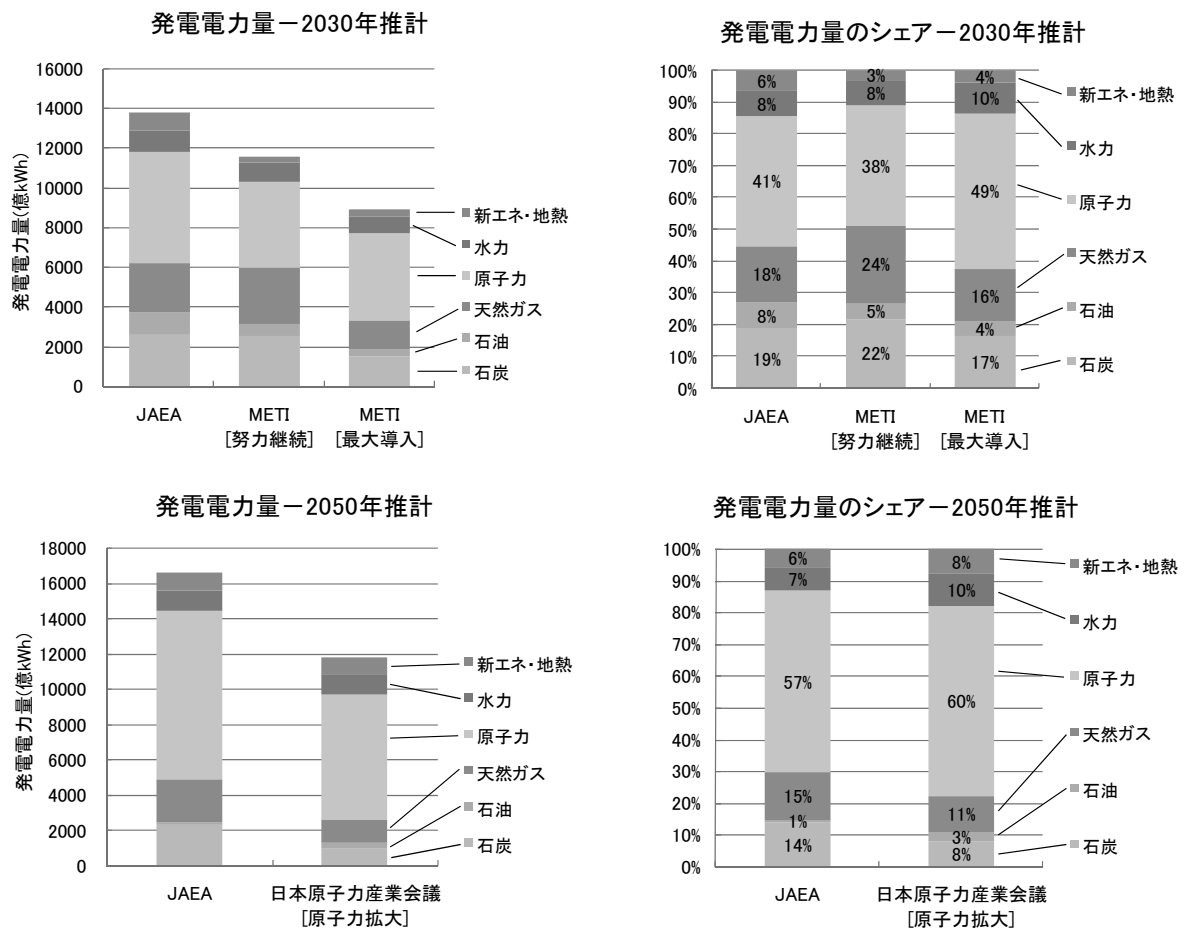 発電電力量－2030年推計
発電電力量(億kWh)
16000
14000
12000
10000
8000
6000
4000
2000
0
新エネ・地熱
水力
原子力
天然ガス
石油
石炭
JAEA
METI
[努力継続]
METI
[最大導入]
発電電力量のシェア－2030年推計
100%
90%
80%
70%
60%
50%
40%
30%
20%
10%
0%
6%
8%
41%
18%
8%
19%
3%
8%
38%
24%
5%
22%
4%
10%
49%
16%
4%
17%
新エネ・地熱
水力
原子力
天然ガス
石油
石炭
JAEA
METI
[努力継続]
METI
[最大導入]
発電電力量－2050年推計
発電電力量(億kWh)
18000
16000
14000
12000
10000
8000
6000
4000
2000
0
新エネ・地熱
水力
原子力
天然ガス
石油
石炭
JAEA
日本原子力産業会議
[原子力拡大]
発電電力量のシェア－2050年推計
100%
90%
80%
70%
60%
50%
40%
30%
20%
10%
0%
6%
7%
57%
15%
1%
14%
8%
10%
60%
11%
3%
8%
新エネ・地熱
水力
原子力
天然ガス
石油
石炭
JAEA
日本原子力産業会議
[原子力拡大]